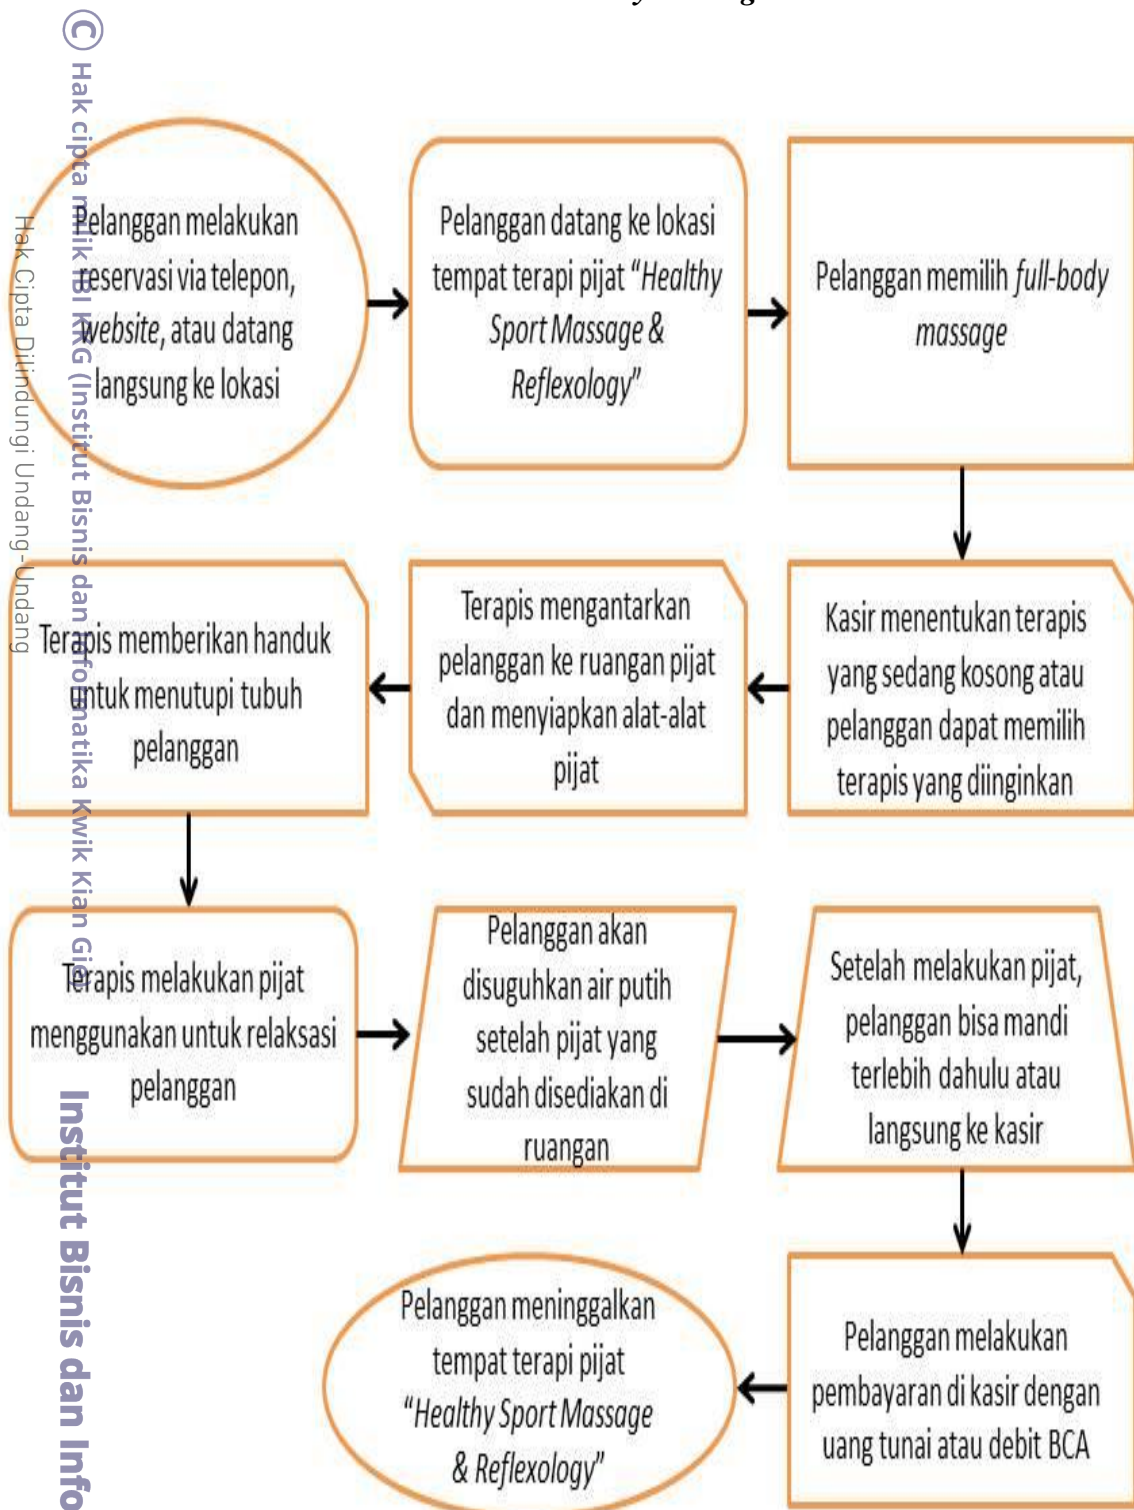 © Hak cipta milik IBI KKG (Institut Bisnis dan Informatika Kwik Kian Gie)
Hak Cipta Dilindungi Undang-Undang
Institut Bisnis dan Info
Pelanggan melakukan
reservasi via telepon,
website, atau datang
langsung ke lokasi
Pelanggan datang ke lokasi
tempat terapi pijat “Healthy
Sport Massage &
Reflexology”
Pelanggan memilih full-body
massage
Kasir menentukan terapis
yang sedang kosong atau
pelanggan dapat memilih
terapis yang diinginkan
Terapis mengantarkan
pelanggan ke ruangan pijat
dan menyiapkan alat-alat
pijat
Terapis memberikan handuk
untuk menutupi tubuh
pelanggan
Terapis melakukan pijat
menggunakan untuk relaksasi
pelanggan
Pelanggan akan
disuguhkan air putih
setelah pijat yang
sudah disediakan di
ruangan
Setelah melakukan pijat,
pelanggan bisa mandi
terlebih dahulu atau
langsung ke kasir
Pelanggan melakukan
pembayaran di kasir dengan
uang tunai atau debit BCA
Pelanggan meninggalkan
tempat terapi pijat
“Healthy Sport Massage
& Reflexology”